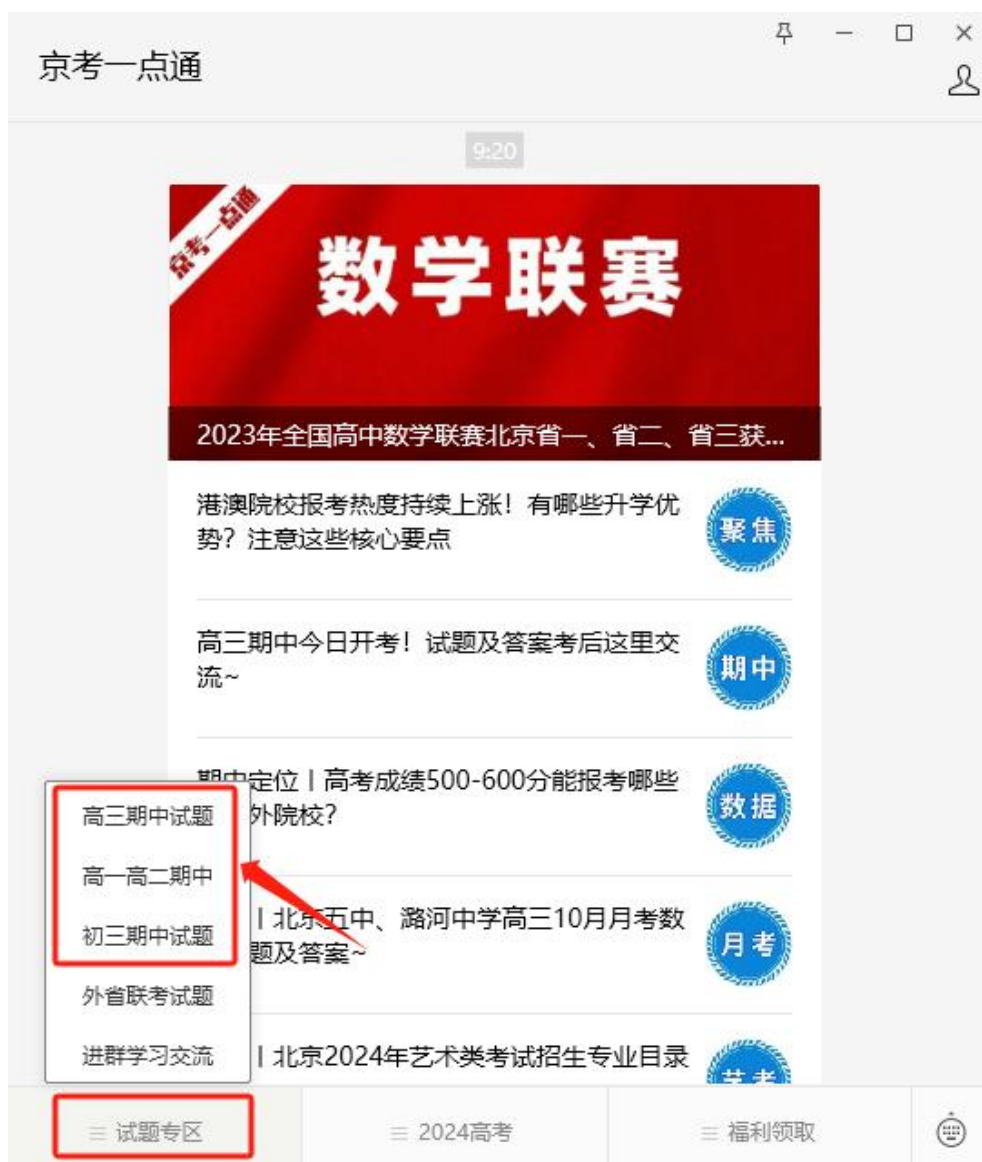 京考一点通
9:20
京考一点通
数学联赛
2023年全国高中数学联赛北京省一、省二、省三获...
港澳院校报考热度持续上涨！有哪些升学优
势？注意这些核心要点
聚焦
高三期中今日开考！试题及答案考后这里交
流~
期中
期中定位丨高考成绩500-600分能报考哪些
外院校？
数据
丨北京五中、潞河中学高三10月月考数
题及答案~
月考
丨北京2024年艺术类考试招生专业目录
艺考
高三期中试题
高一高二期中
初三期中试题
外省联考试题
进群学习交流
试题专区
2024高考
福利领取